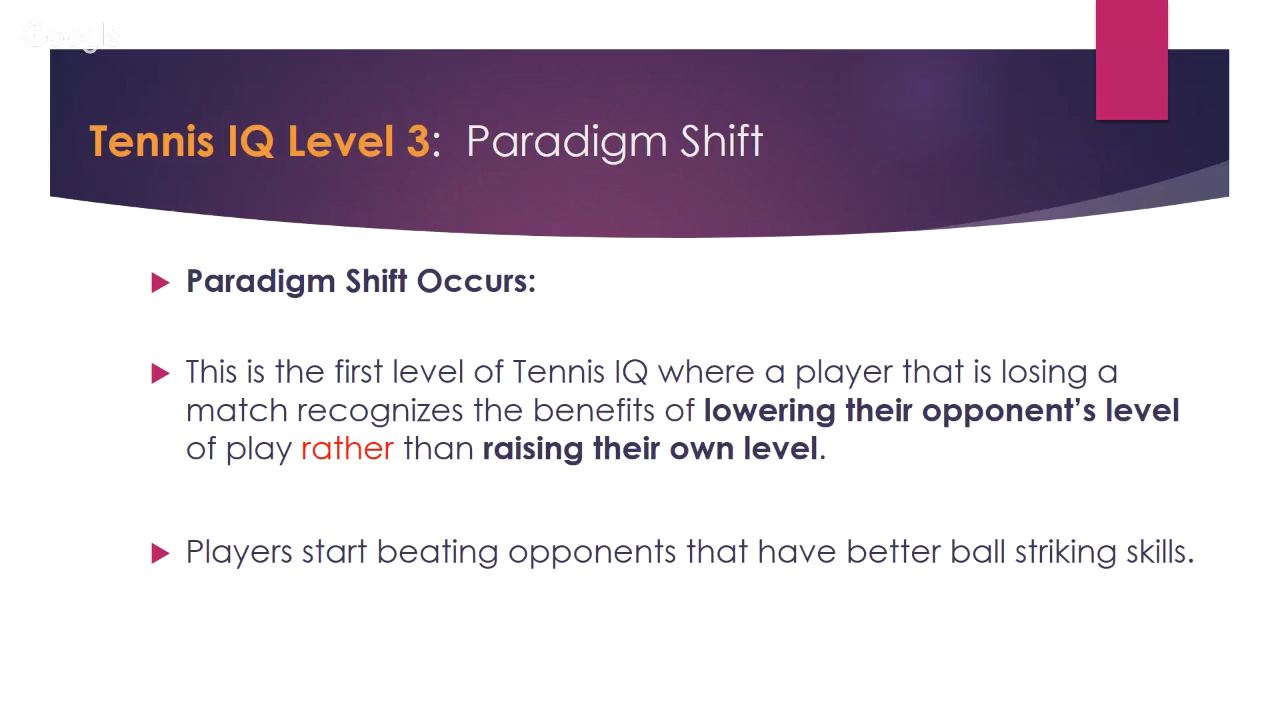 Google
Tennis IQ Level 3: Paradigm Shift
Paradigm Shift Occurs:
This is the first level of Tennis IQ where a player that is losing a
match recognizes the benefits of lowering their opponent’s level
of play rather than raising their own level.
Players start beating opponents that have better ball striking skills.